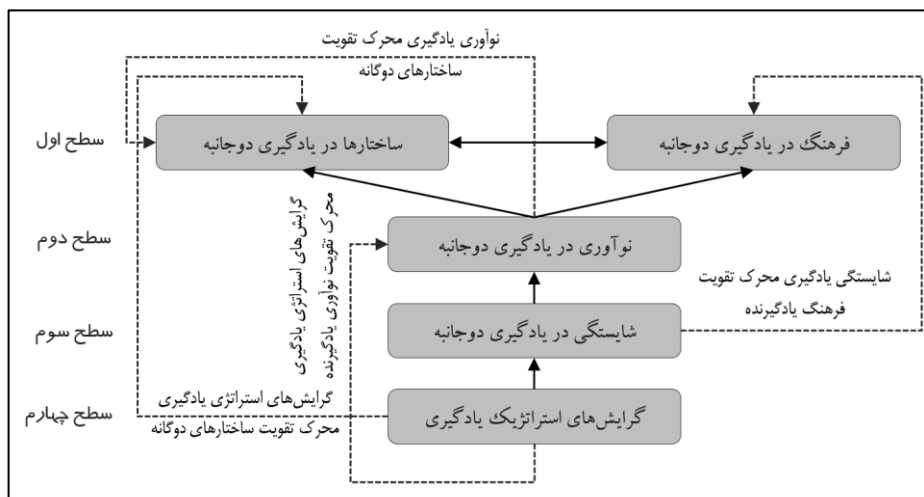 نوآوری یادگیری محرک تقویت
ساختارهای دوگانه
سطح اول
ساختارها در یادگیری دوجانبه
فرهنگ در یادگیری دوجانبه
سطح دوم
نوآوری در یادگیری دوجانبه
گرایش‌های استراتژی یادگیری
محرک تقویت نوآوری یادگیرنده
شایستگی یادگیری محرک تقویت
فرهنگ یادگیرنده
سطح سوم
شایستگی در یادگیری دوجانبه
سطح چهارم
گرایش‌های استراتژی یادگیری
محرک تقویت ساختارهای دوگانه
گرایش‌های استراتژیک یادگیری